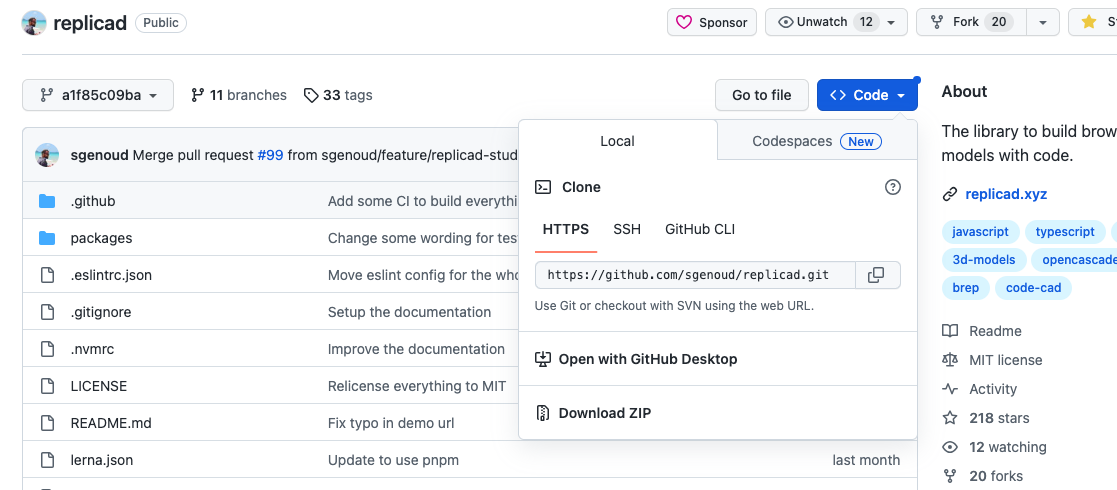 replicad Public Sponsor Unwatch 12 Fork 20
a1f85c09ba 11 branches 33 tags Go to file <> Code
sgenoud Merge pull request #99 from sgenoud/feature/replicad-stud
.github Add some CI to build everythi
packages Change some wording for tes
.eslintrc.json Move eslint config for the who
.gitignore Setup the documentation
.nvmrc Improve the documentation
LICENSE Relicense everything to MIT
README.md Fix typo in demo url
lerna.json Update to use pnpm last month
Local Codespaces New
Clone
HTTPS SSH GitHub CLI
https://github.com/sgenoud/replicad.git
Use Git or checkout with SVN using the web URL.
Open with GitHub Desktop
Download ZIP
About
The library to build brow
models with code.
replicad.xyz
javascript typescript
3d-models opencascade
brep code-cad
Readme
MIT license
Activity
218 stars
12 watching
20 forks